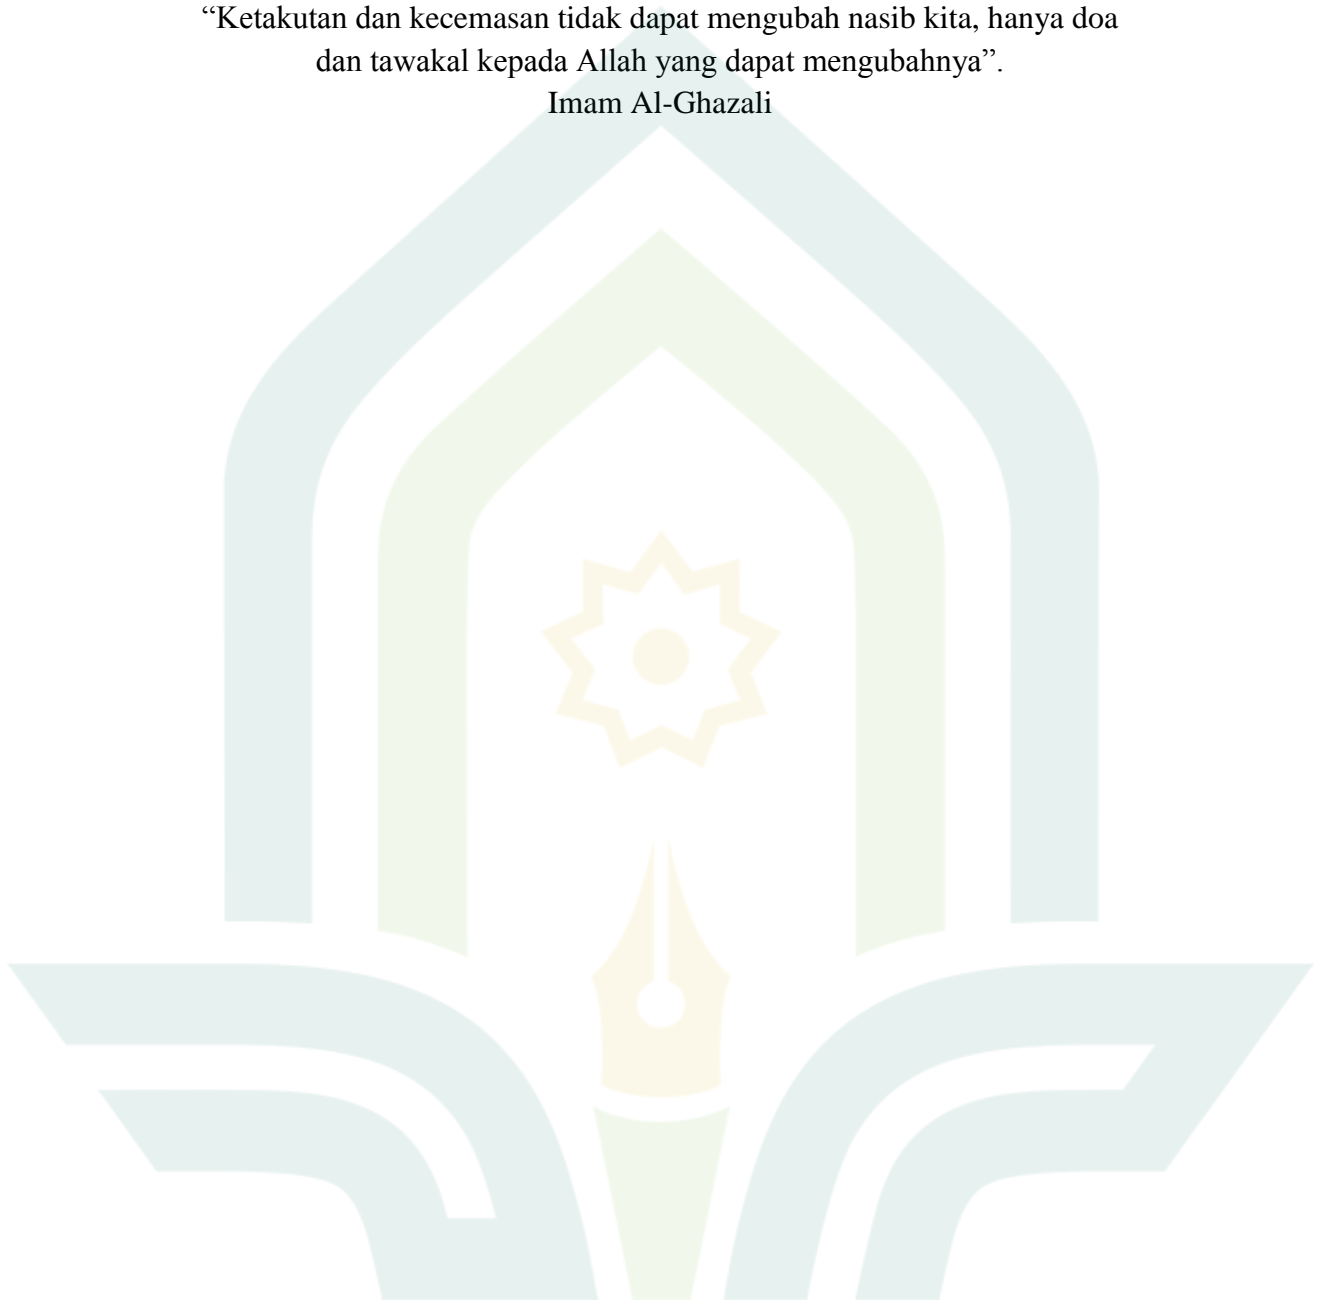 “Ketakutan dan kecemasan tidak dapat mengubah nasib kita, hanya doa
dan tawakal kepada Allah yang dapat mengubahnya”.
Imam Al-Ghazali